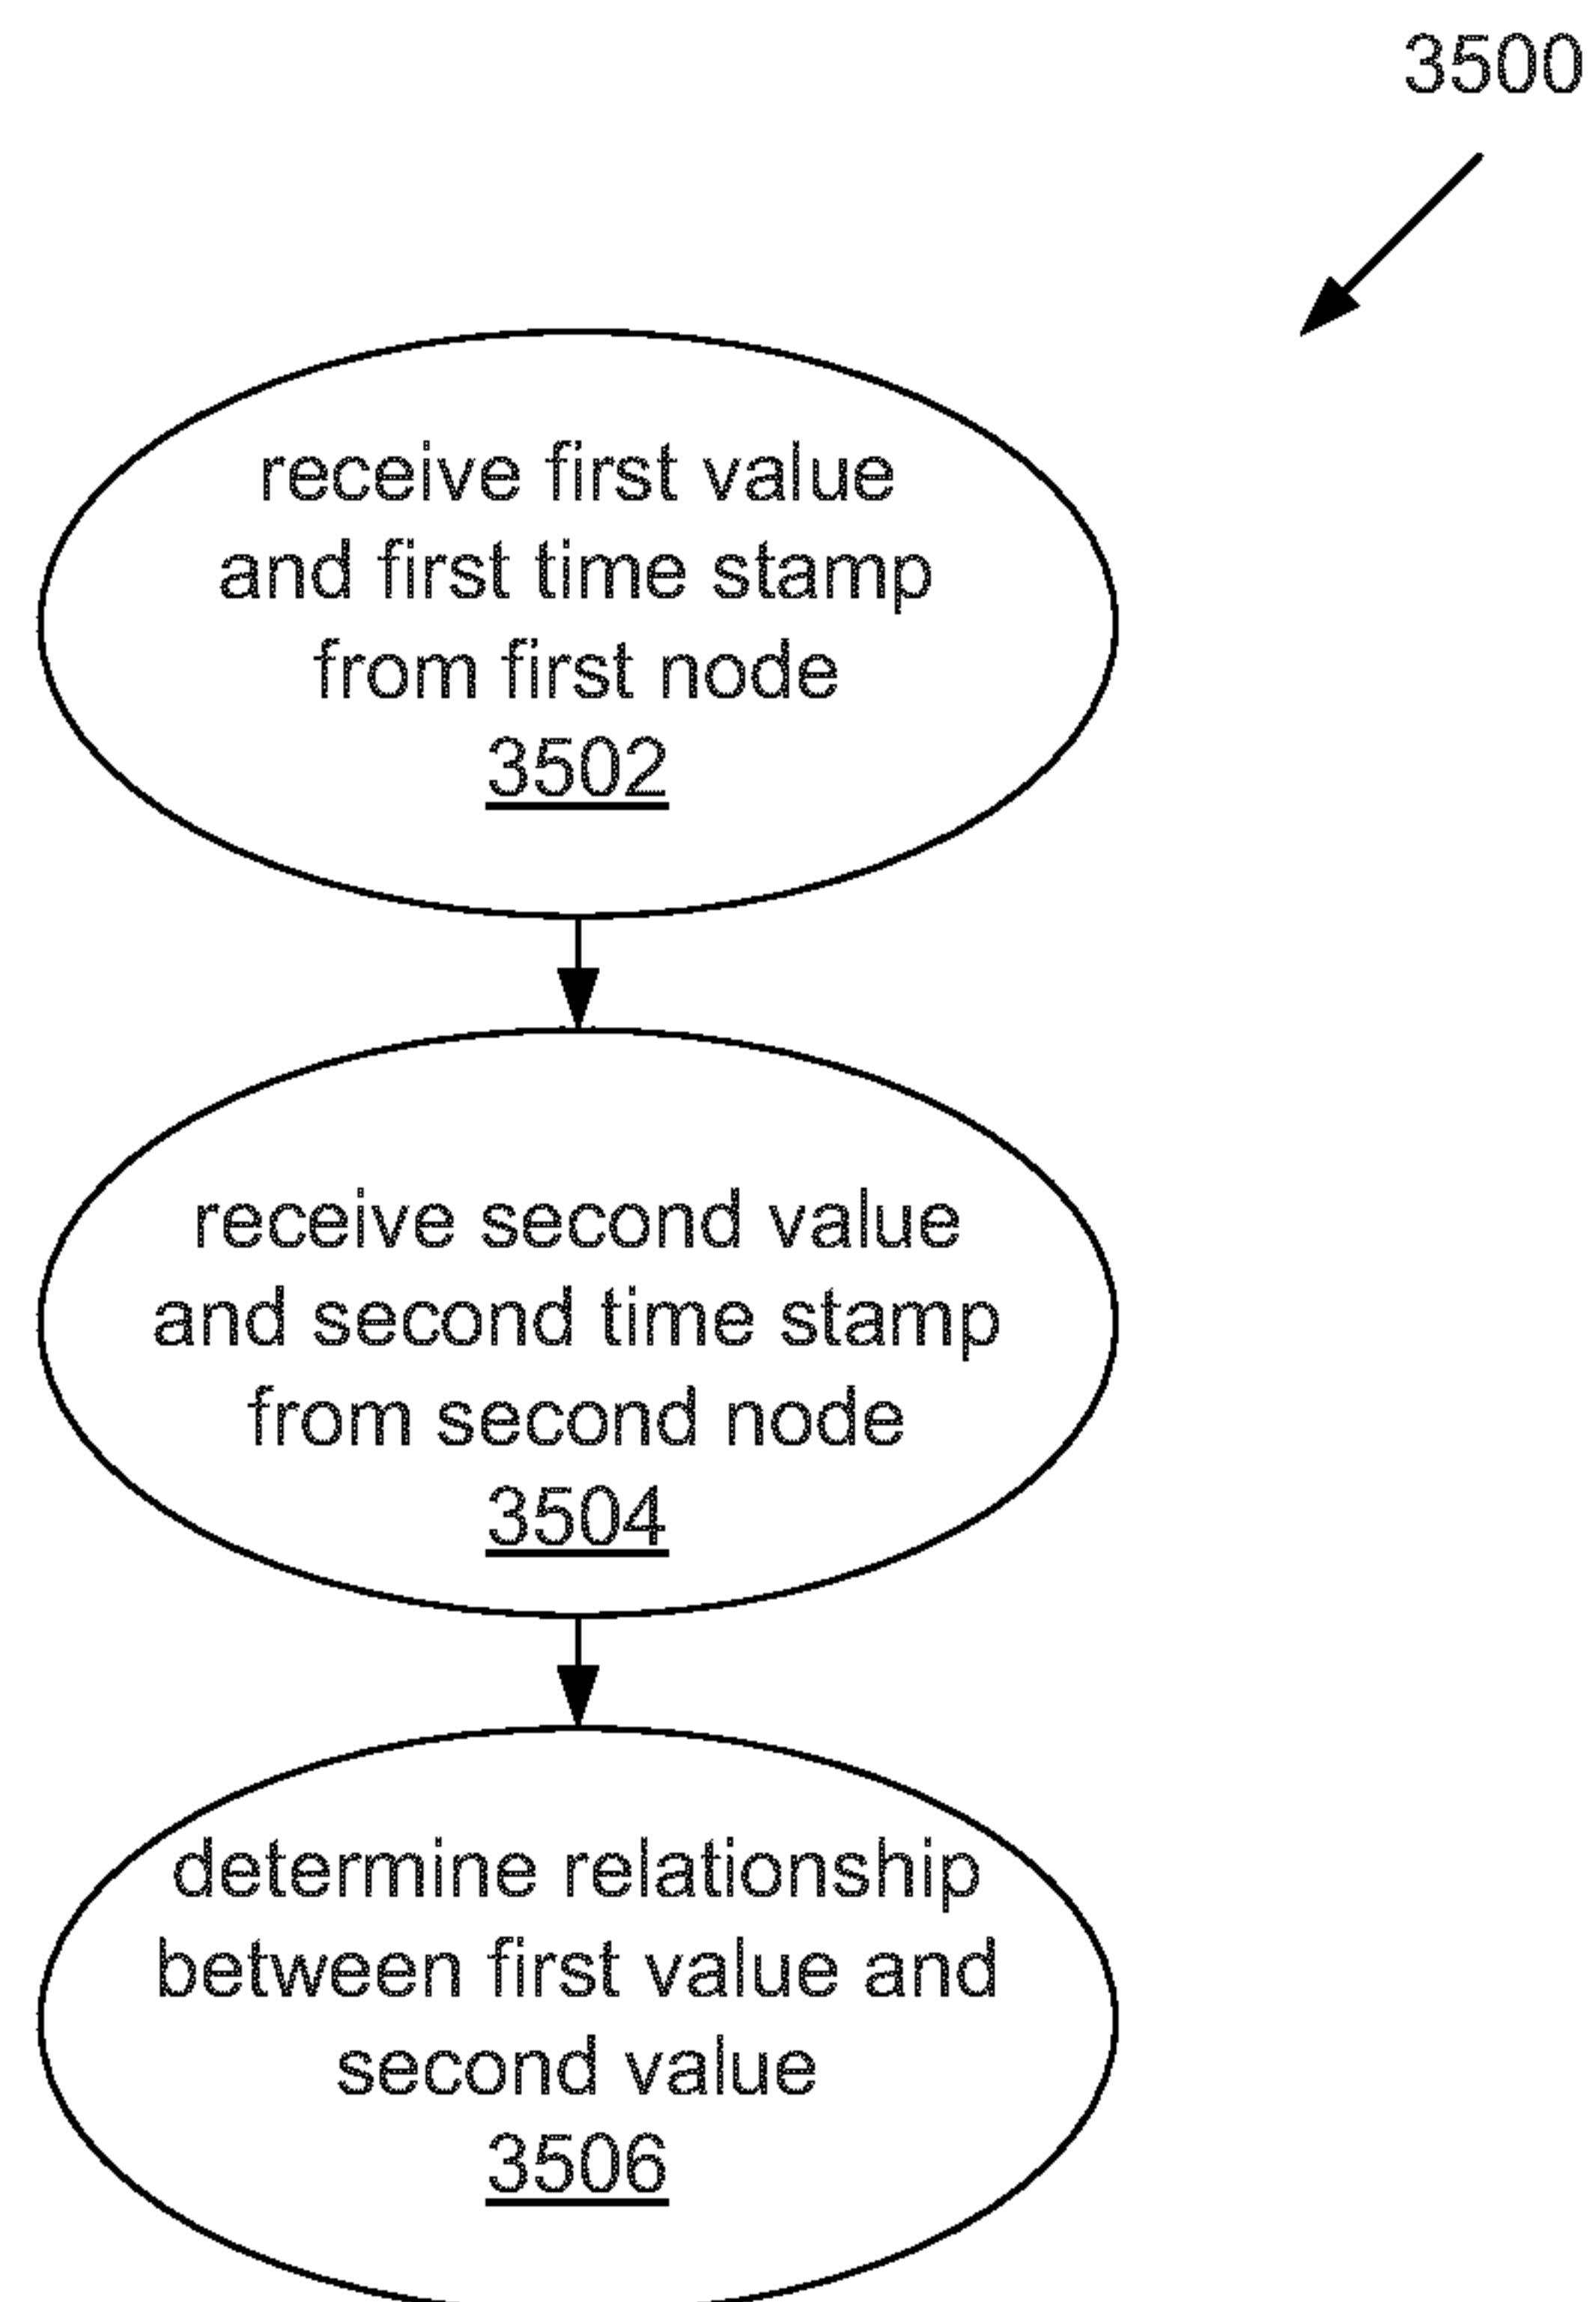 3500
receive first value
and first time stamp
from first node
3502
receive second value
and second time stamp
from second node
3504
determine relationship
between first value and
second value
3506